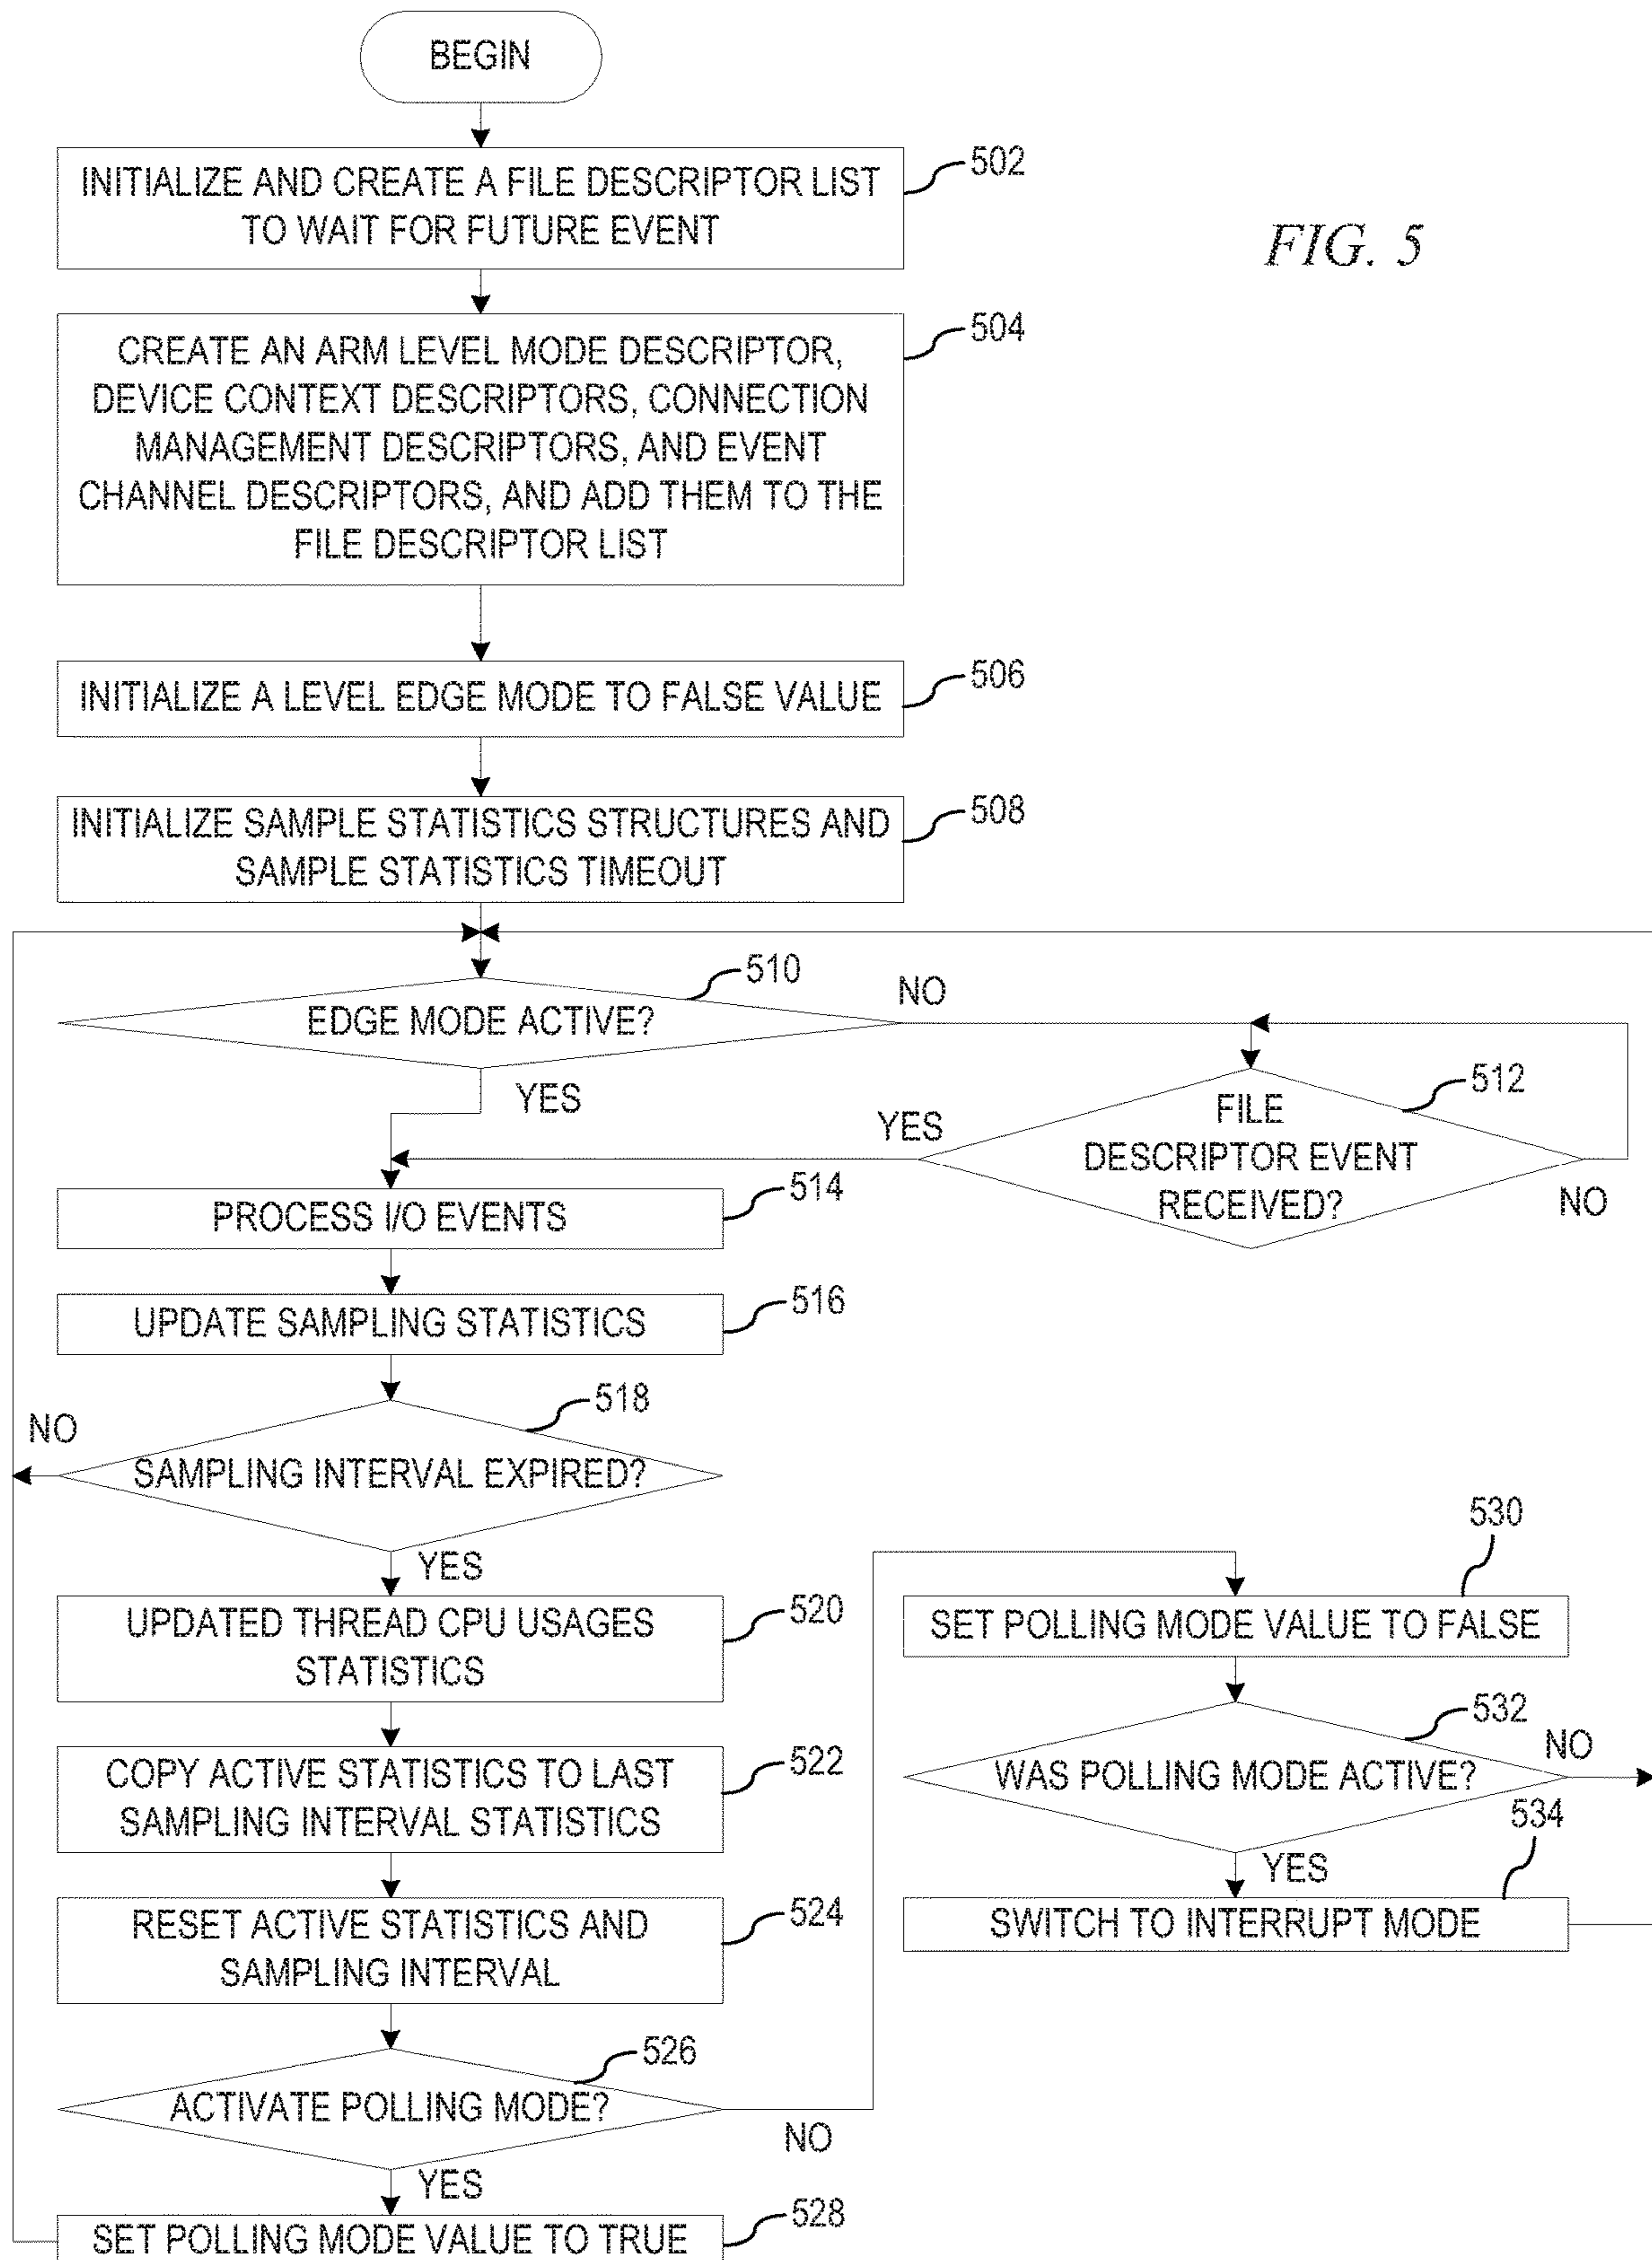 BEGIN
INITIALIZE AND CREATE A FILE DESCRIPTOR LIST
TO WAIT FOR FUTURE EVENT
502
FIG. 5
CREATE AN ARM LEVEL MODE DESCRIPTOR,
DEVICE CONTEXT DESCRIPTORS, CONNECTION
MANAGEMENT DESCRIPTORS, AND EVENT
CHANNEL DESCRIPTORS, AND ADD THEM TO THE
FILE DESCRIPTOR LIST
504
INITIALIZE A LEVEL EDGE MODE TO FALSE VALUE
506
INITIALIZE SAMPLE STATISTICS STRUCTURES AND
SAMPLE STATISTICS TIMEOUT
508
EDGE MODE ACTIVE?
510
NO
YES
FILE
DESCRIPTOR EVENT
RECEIVED?
512
YES
NO
PROCESS I/O EVENTS
514
UPDATE SAMPLING STATISTICS
516
SAMPLING INTERVAL EXPIRED?
518
NO
YES
UPDATED THREAD CPU USAGES
STATISTICS
520
COPY ACTIVE STATISTICS TO LAST
SAMPLING INTERVAL STATISTICS
522
RESET ACTIVE STATISTICS AND
SAMPLING INTERVAL
524
ACTIVATE POLLING MODE?
526
NO
YES
SET POLLING MODE VALUE TO TRUE
528
530
SET POLLING MODE VALUE TO FALSE
532
WAS POLLING MODE ACTIVE?
NO
YES
534
SWITCH TO INTERRUPT MODE